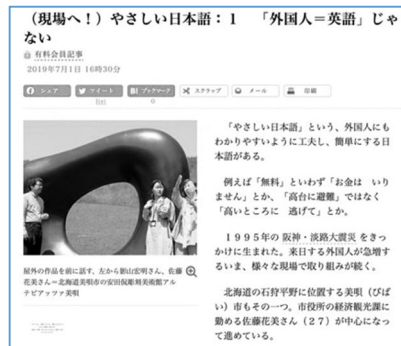 （現場へ！）やさしい日本語：１　「外国人＝英語」じゃ
ない
有料会員記事
2019年7月1日 16時30分
シェア
ツイート
list
ブックマーク
0
スクラップ
メール
印刷
屋外の作品を前に話す、左から影山宏明さん、佐藤
花美さん＝北海道美唄市の安田侃彫刻美術館アル
テピアッツァ美唄
「やさしい日本語」という、外国人にも
わかりやすいように工夫し、簡単にする日
本語がある。
例えば「無料」といわず「お金は　いり
ません」とか、「高台に避難」ではなく
「高いところに　逃げて」とか。
１９９５年の阪神・淡路大震災をきっ
かけに生まれた。来日する外国人が急増す
るいま、様々な現場で取り組みが続く。
北海道の石狩平野に位置する美唄（びば
い）市もその一つ。市役所の経済観光課に
勤める佐藤花美さん（２７）が中心になっ
て進めている。